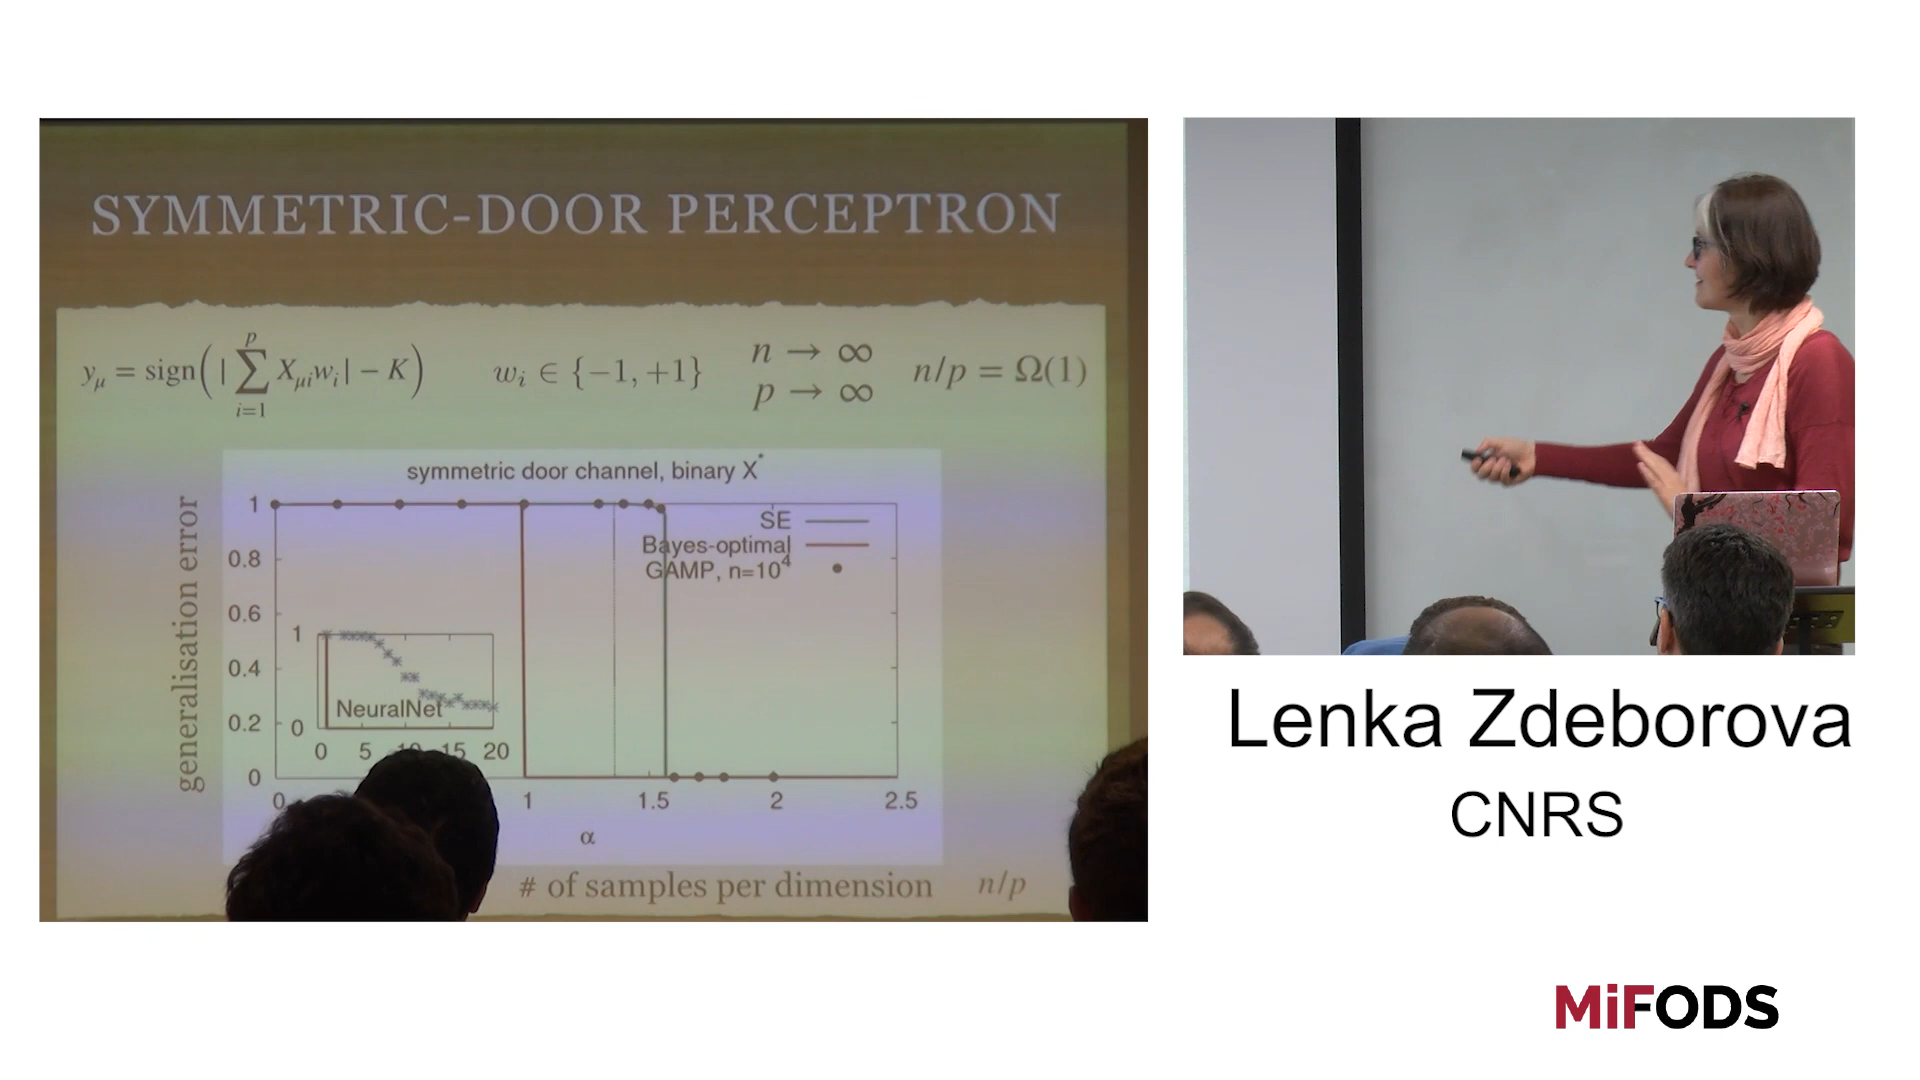 SYMMETRIC-DOOR PERCEPTRON
y_μ = sign(|∑_{i=1}^{p} X_{μi}w_i| − K) w_i ∈ {−1, +1} n → ∞ p → ∞ n/p = Ω(1)
symmetric door channel, binary X*
generalisation error
1
0.8
0.6
0.4
0.2
0
SE
Bayes-optimal
GAMP, n=10^4
1
0
NeuralNet
0 5 10 15 20
0 1 1.5 2 2.5
α
# of samples per dimension n/p
Lenka Zdeborova
CNRS
MiFODS